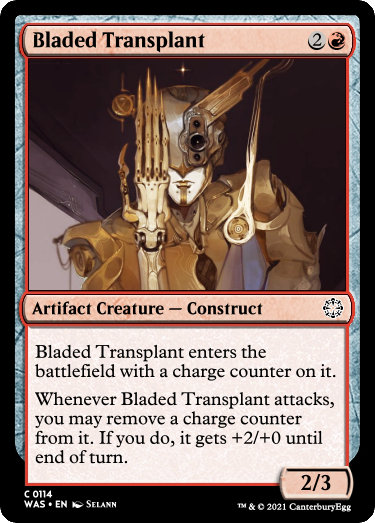 Bladed Transplant 2
Artifact Creature — Construct
Bladed Transplant enters the
battlefield with a charge counter on it.
Whenever Bladed Transplant attacks,
you may remove a charge counter
from it. If you do, it gets +2/+0 until
end of turn.
2/3
C 0114
WAS • EN Selann
™ & © 2021 CanterburyEgg